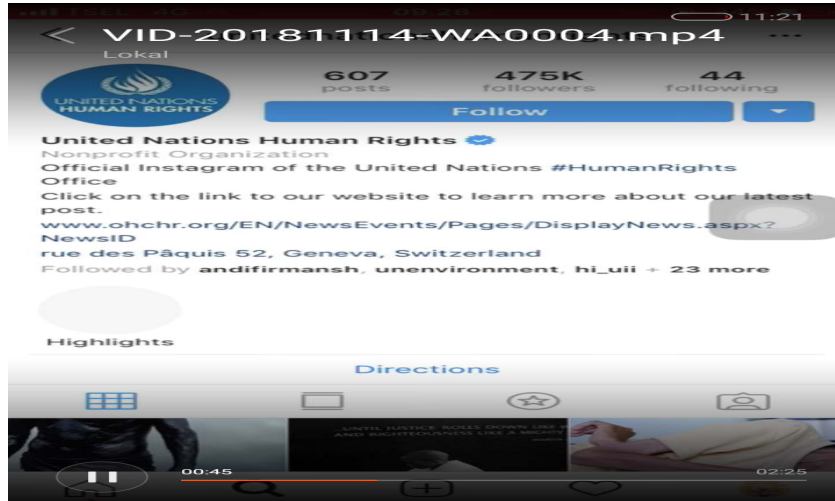 TSEL 4G 09.28
11:21
VID-20181114-WA0004.mp4
Lokal
UNITED NATIONS
HUMAN RIGHTS
607
posts
475K
followers
44
following
Follow
United Nations Human Rights
Nonprofit Organization
Official Instagram of the United Nations #HumanRights
Office
Click on the link to our website to learn more about our latest
post.
www.ohchr.org/EN/NewsEvents/Pages/DisplayNews.aspx?
NewsID
rue des Pâquis 52, Geneva, Switzerland
Followed by andifirmansh, unenvironment, hi_uii + 23 more
Highlights
Directions
UNTIL JUSTICE ROLLS DOWN LIKE
AND RIGHTEOUSNESS LIKE A MIGHTY
00:45
02:25